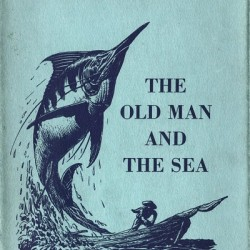 THE
OLD MAN
AND
THE SEA